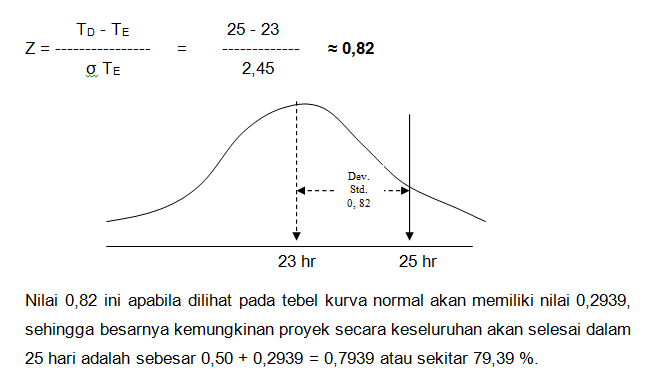 TD - TE 25 - 23
Z = ---------------- = ------------- ≈ 0,82
σ TE 2,45
Dev.
Std.
0, 82
23 hr 25 hr
Nilai 0,82 ini apabila dilihat pada tebel kurva normal akan memiliki nilai 0,2939,
sehingga besarnya kemungkinan proyek secara keseluruhan akan selesai dalam
25 hari adalah sebesar 0,50 + 0,2939 = 0,7939 atau sekitar 79,39 %.